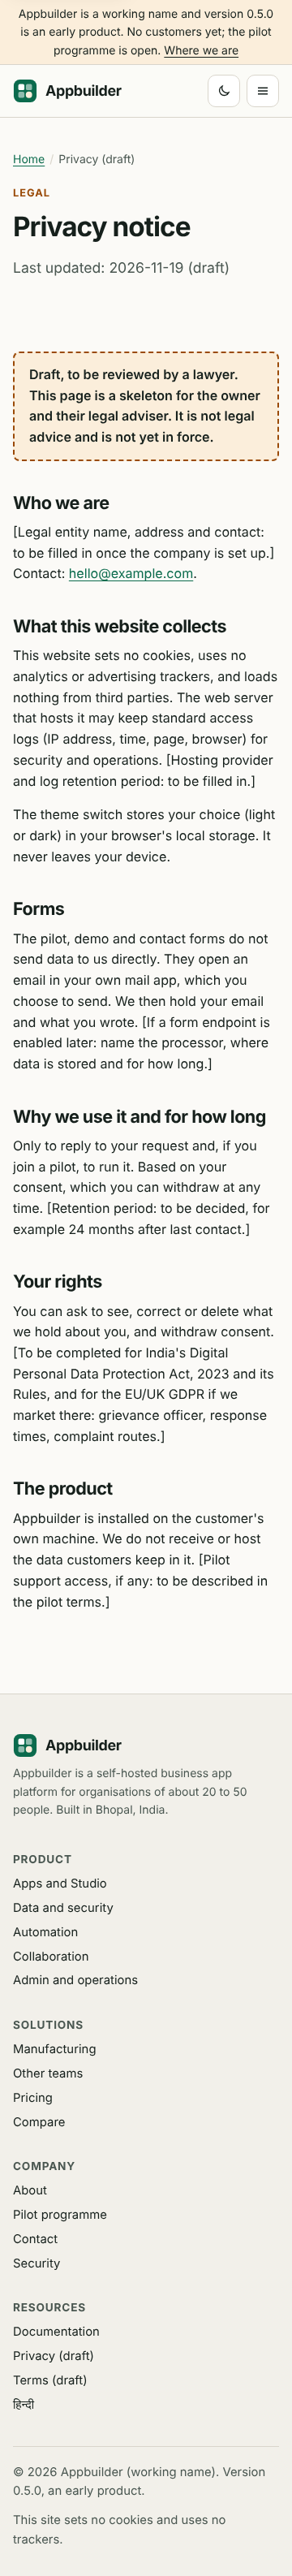 Appbuilder is a working name and version 0.5.0
is an early product. No customers yet; the pilot
programme is open. Where we are
Appbuilder
Home / Privacy (draft)
LEGAL
Privacy notice
Last updated: 2026-11-19 (draft)
Draft, to be reviewed by a lawyer.
This page is a skeleton for the owner
and their legal adviser. It is not legal
advice and is not yet in force.
Who we are
[Legal entity name, address and contact:
to be filled in once the company is set up.]
Contact: hello@example.com.
What this website collects
This website sets no cookies, uses no
analytics or advertising trackers, and loads
nothing from third parties. The web server
that hosts it may keep standard access
logs (IP address, time, page, browser) for
security and operations. [Hosting provider
and log retention period: to be filled in.]
The theme switch stores your choice (light
or dark) in your browser's local storage. It
never leaves your device.
Forms
The pilot, demo and contact forms do not
send data to us directly. They open an
email in your own mail app, which you
choose to send. We then hold your email
and what you wrote. [If a form endpoint is
enabled later: name the processor, where
data is stored and for how long.]
Why we use it and for how long
Only to reply to your request and, if you
join a pilot, to run it. Based on your
consent, which you can withdraw at any
time. [Retention period: to be decided, for
example 24 months after last contact.]
Your rights
You can ask to see, correct or delete what
we hold about you, and withdraw consent.
[To be completed for India's Digital
Personal Data Protection Act, 2023 and its
Rules, and for the EU/UK GDPR if we
market there: grievance officer, response
times, complaint routes.]
The product
Appbuilder is installed on the customer's
own machine. We do not receive or host
the data customers keep in it. [Pilot
support access, if any: to be described in
the pilot terms.]
Appbuilder
Appbuilder is a self-hosted business app
platform for organisations of about 20 to 50
people. Built in Bhopal, India.
PRODUCT
Apps and Studio
Data and security
Automation
Collaboration
Admin and operations
SOLUTIONS
Manufacturing
Other teams
Pricing
Compare
COMPANY
About
Pilot programme
Contact
Security
RESOURCES
Documentation
Privacy (draft)
Terms (draft)
हिन्दी
© 2026 Appbuilder (working name). Version
0.5.0, an early product.
This site sets no cookies and uses no
trackers.